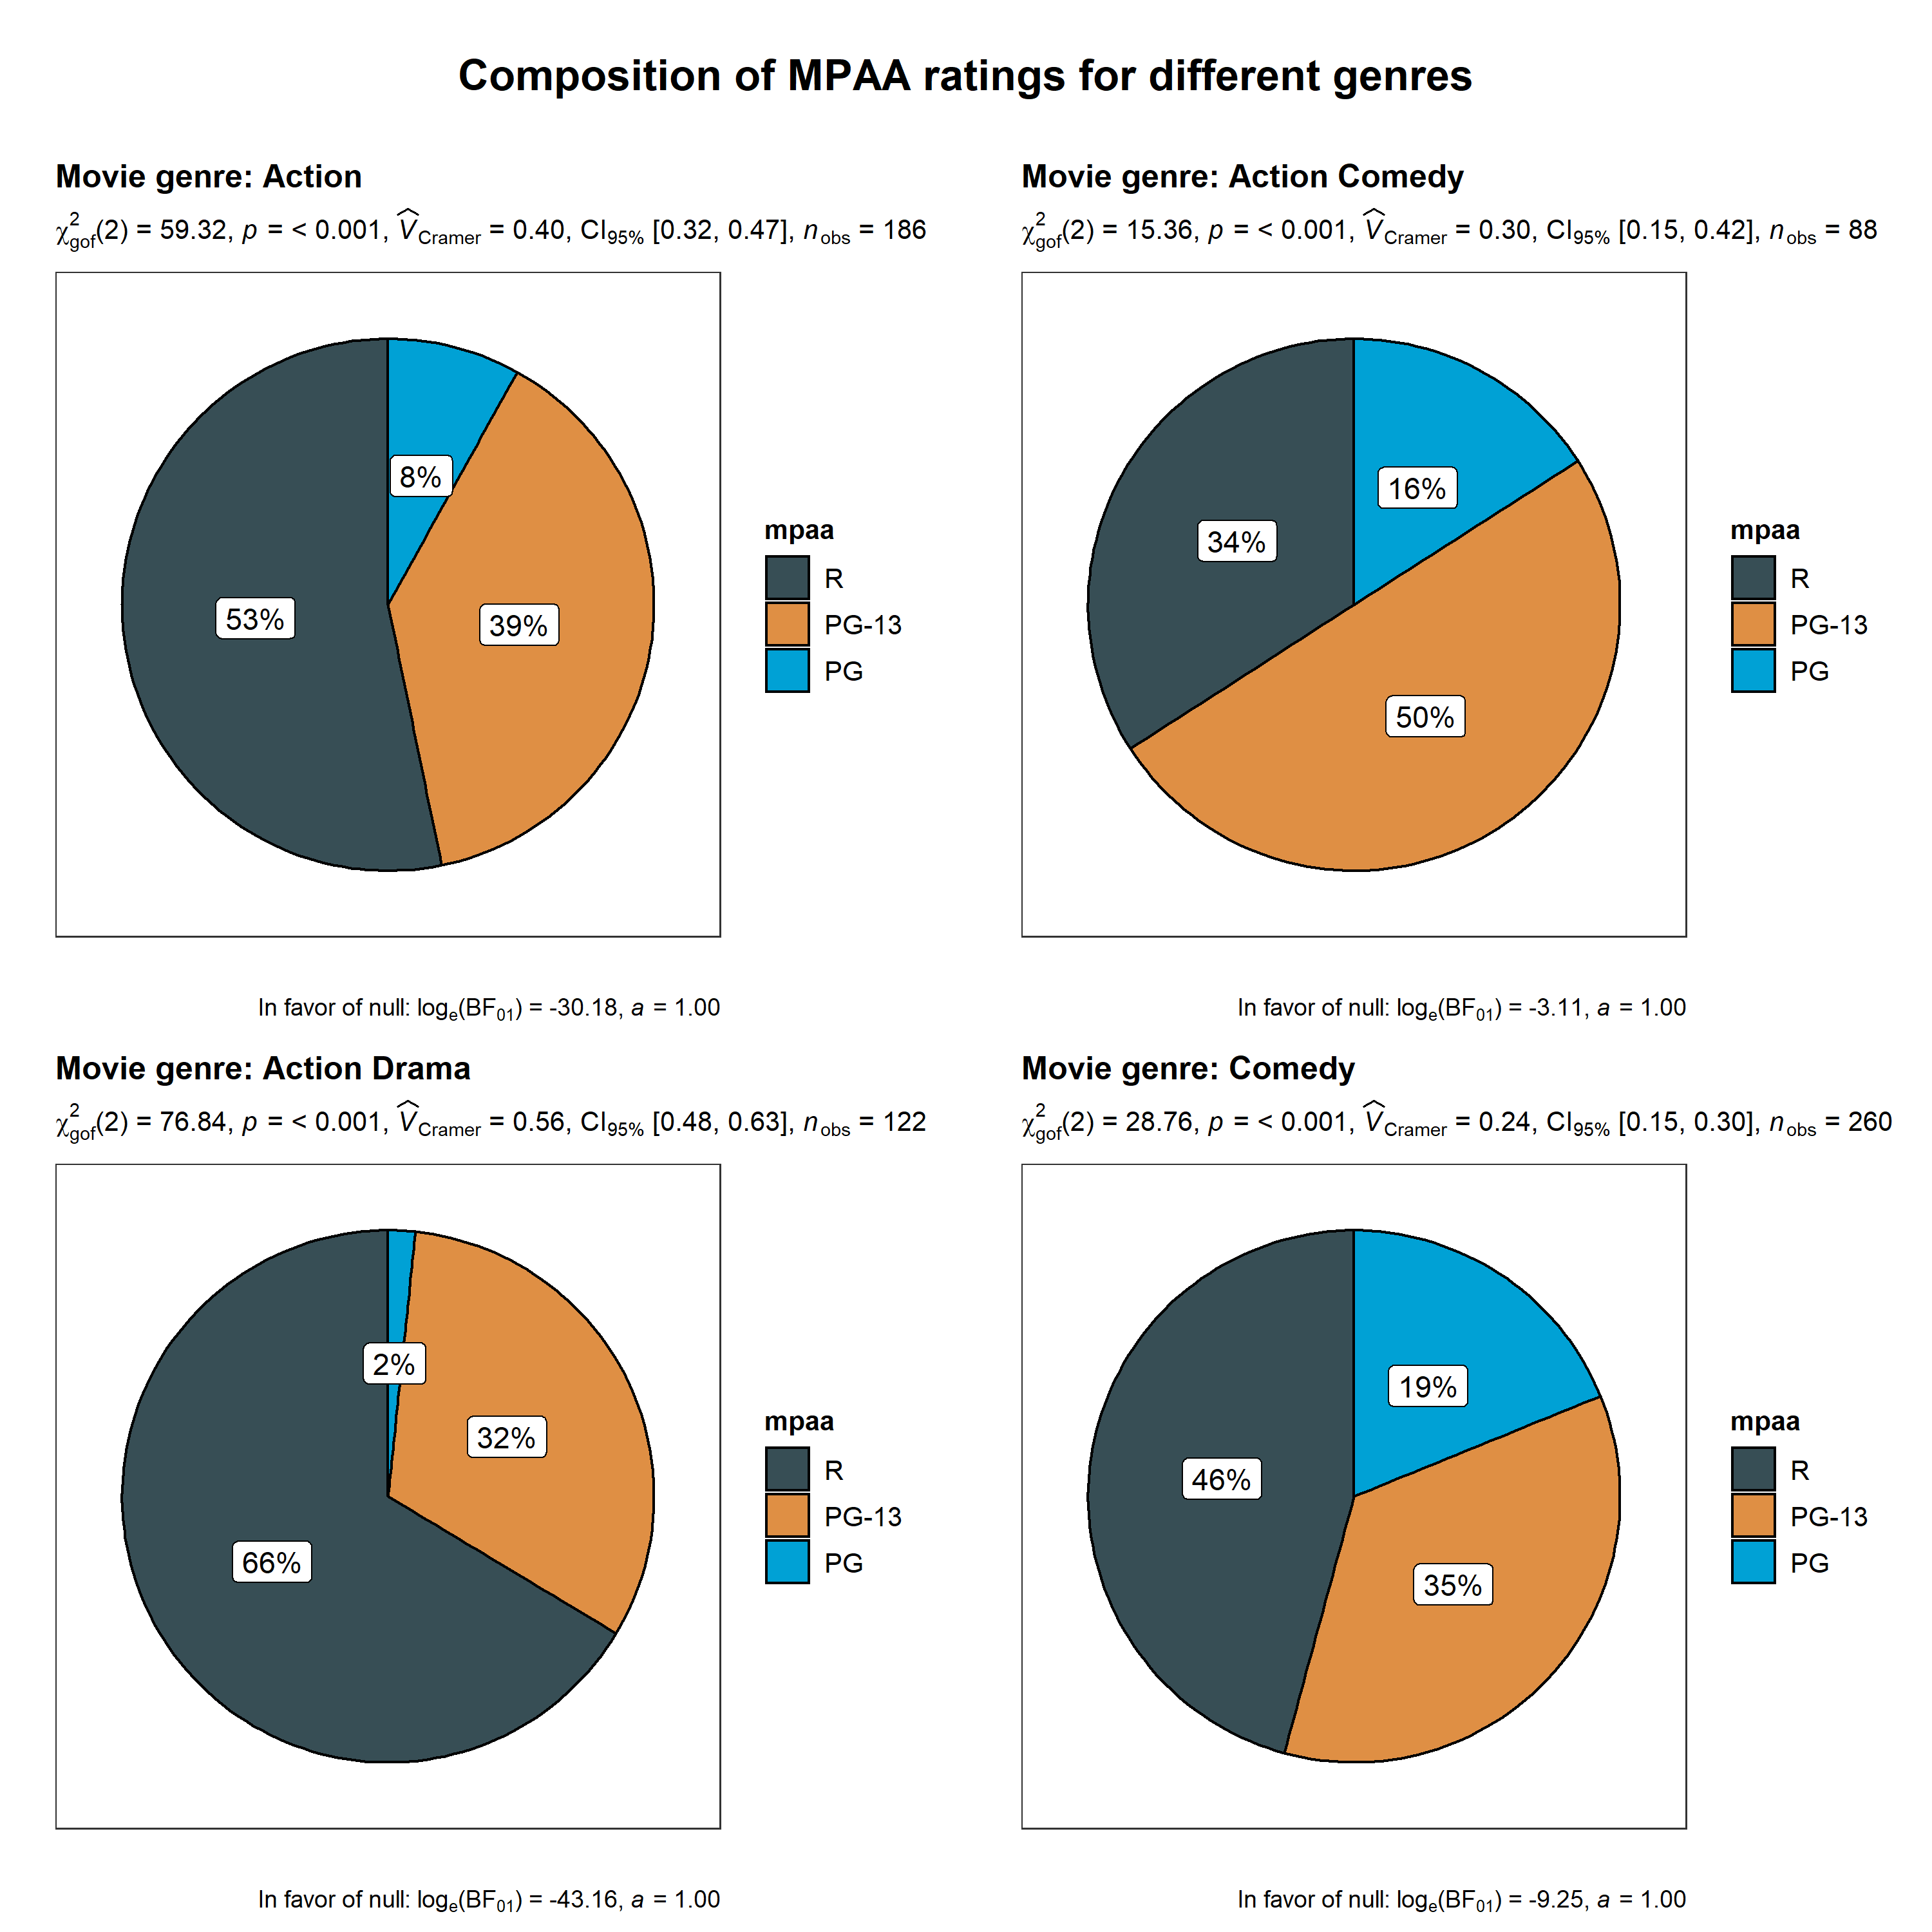 Composition of MPAA ratings for different genres
Movie genre: Action
χ²gof(2) = 59.32, p = < 0.001, V̂Cramer = 0.40, CI95% [0.32, 0.47], nobs = 186
8%
53%
39%
mpaa
R
PG-13
PG
In favor of null: loge(BF01) = -30.18, a = 1.00
Movie genre: Action Comedy
χ²gof(2) = 15.36, p = < 0.001, V̂Cramer = 0.30, CI95% [0.15, 0.42], nobs = 88
16%
34%
50%
mpaa
R
PG-13
PG
In favor of null: loge(BF01) = -3.11, a = 1.00
Movie genre: Action Drama
χ²gof(2) = 76.84, p = < 0.001, V̂Cramer = 0.56, CI95% [0.48, 0.63], nobs = 122
2%
32%
66%
mpaa
R
PG-13
PG
In favor of null: loge(BF01) = -43.16, a = 1.00
Movie genre: Comedy
χ²gof(2) = 28.76, p = < 0.001, V̂Cramer = 0.24, CI95% [0.15, 0.30], nobs = 260
19%
46%
35%
mpaa
R
PG-13
PG
In favor of null: loge(BF01) = -9.25, a = 1.00